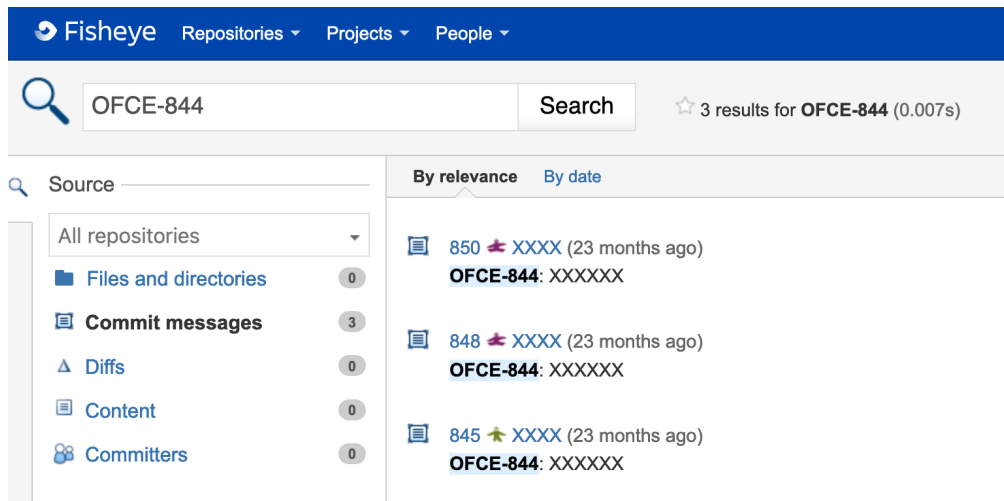 Fisheye Repositories Projects People
OFCE-844 Search 3 results for OFCE-844 (0.007s)
Source
All repositories
Files and directories 0
Commit messages 3
Diffs 0
Content 0
Committers 0
By relevance By date
850 XXXX (23 months ago)
OFCE-844: XXXXXX
848 XXXX (23 months ago)
OFCE-844: XXXXXX
845 XXXX (23 months ago)
OFCE-844: XXXXXX